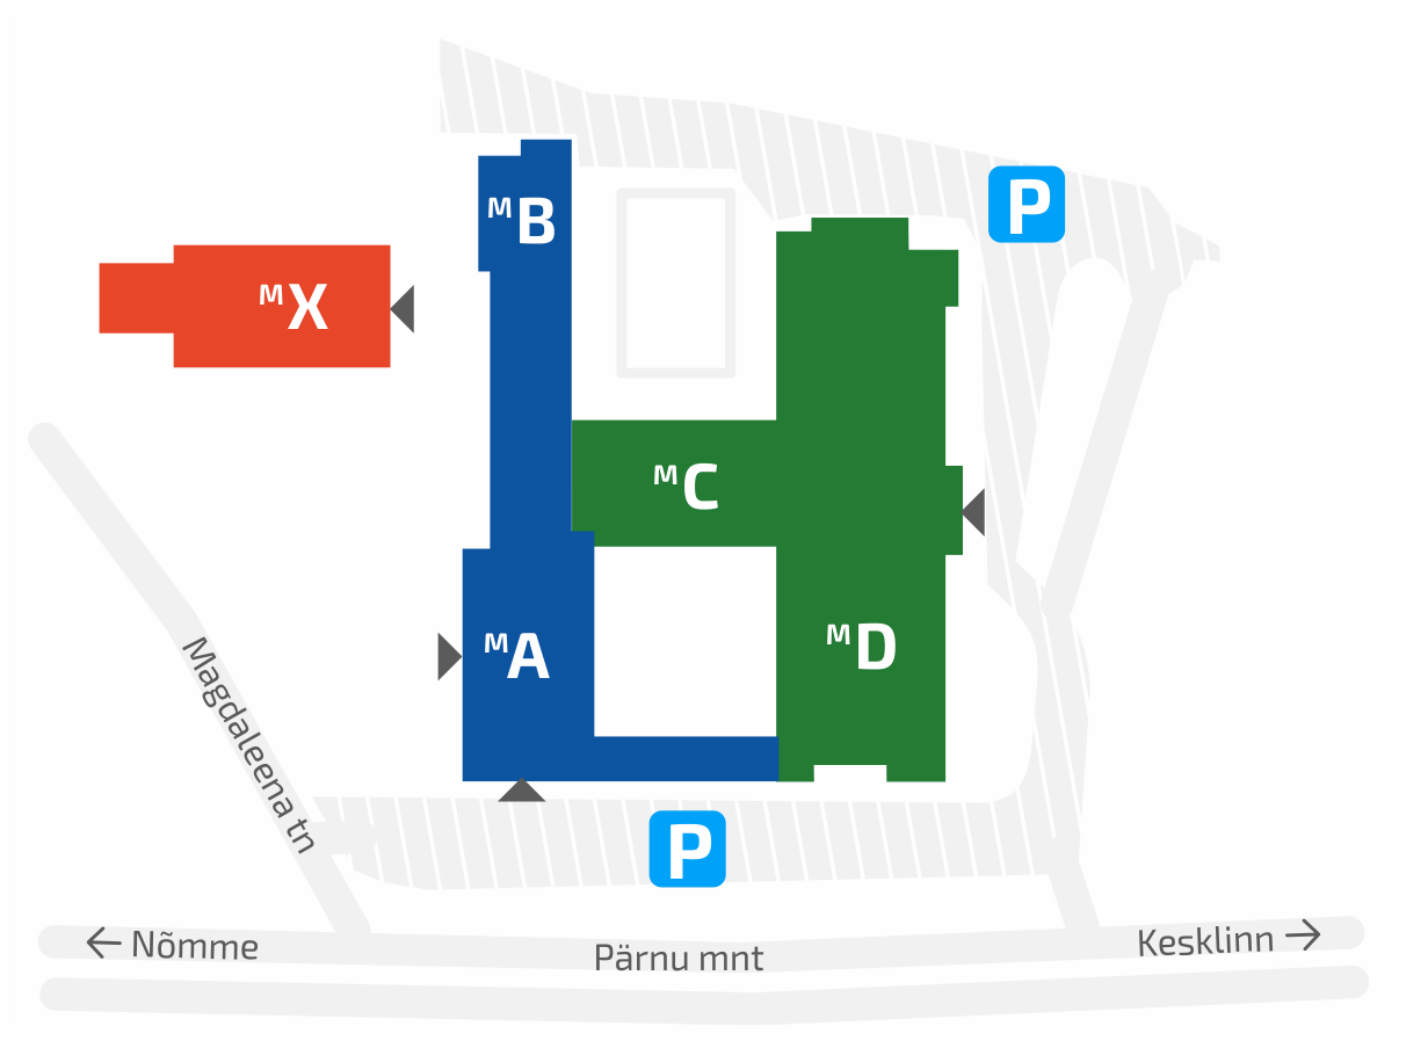 P
ᴹB
ᴹX
ᴹC
ᴹA
ᴹD
Magdaleena tn
P
← Nõmme
Pärnu mnt
Kesklinn →